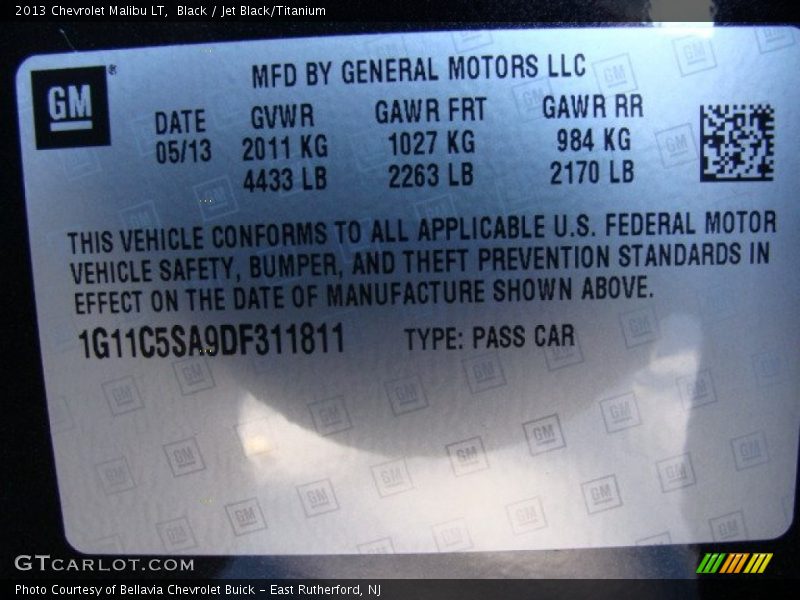 2013 Chevrolet Malibu LT,  Black / Jet Black/Titanium
GM®
MFD BY GENERAL MOTORS LLC
DATE GVWR GAWR FRT GAWR RR
05/13 2011 KG 1027 KG 984 KG
4433 LB 2263 LB 2170 LB
THIS VEHICLE CONFORMS TO ALL APPLICABLE U.S. FEDERAL MOTOR
VEHICLE SAFETY, BUMPER, AND THEFT PREVENTION STANDARDS IN
EFFECT ON THE DATE OF MANUFACTURE SHOWN ABOVE.
1G11C5SA9DF311811 TYPE: PASS CAR
GTCARLOT.COM
Photo Courtesy of Bellavia Chevrolet Buick – East Rutherford, NJ